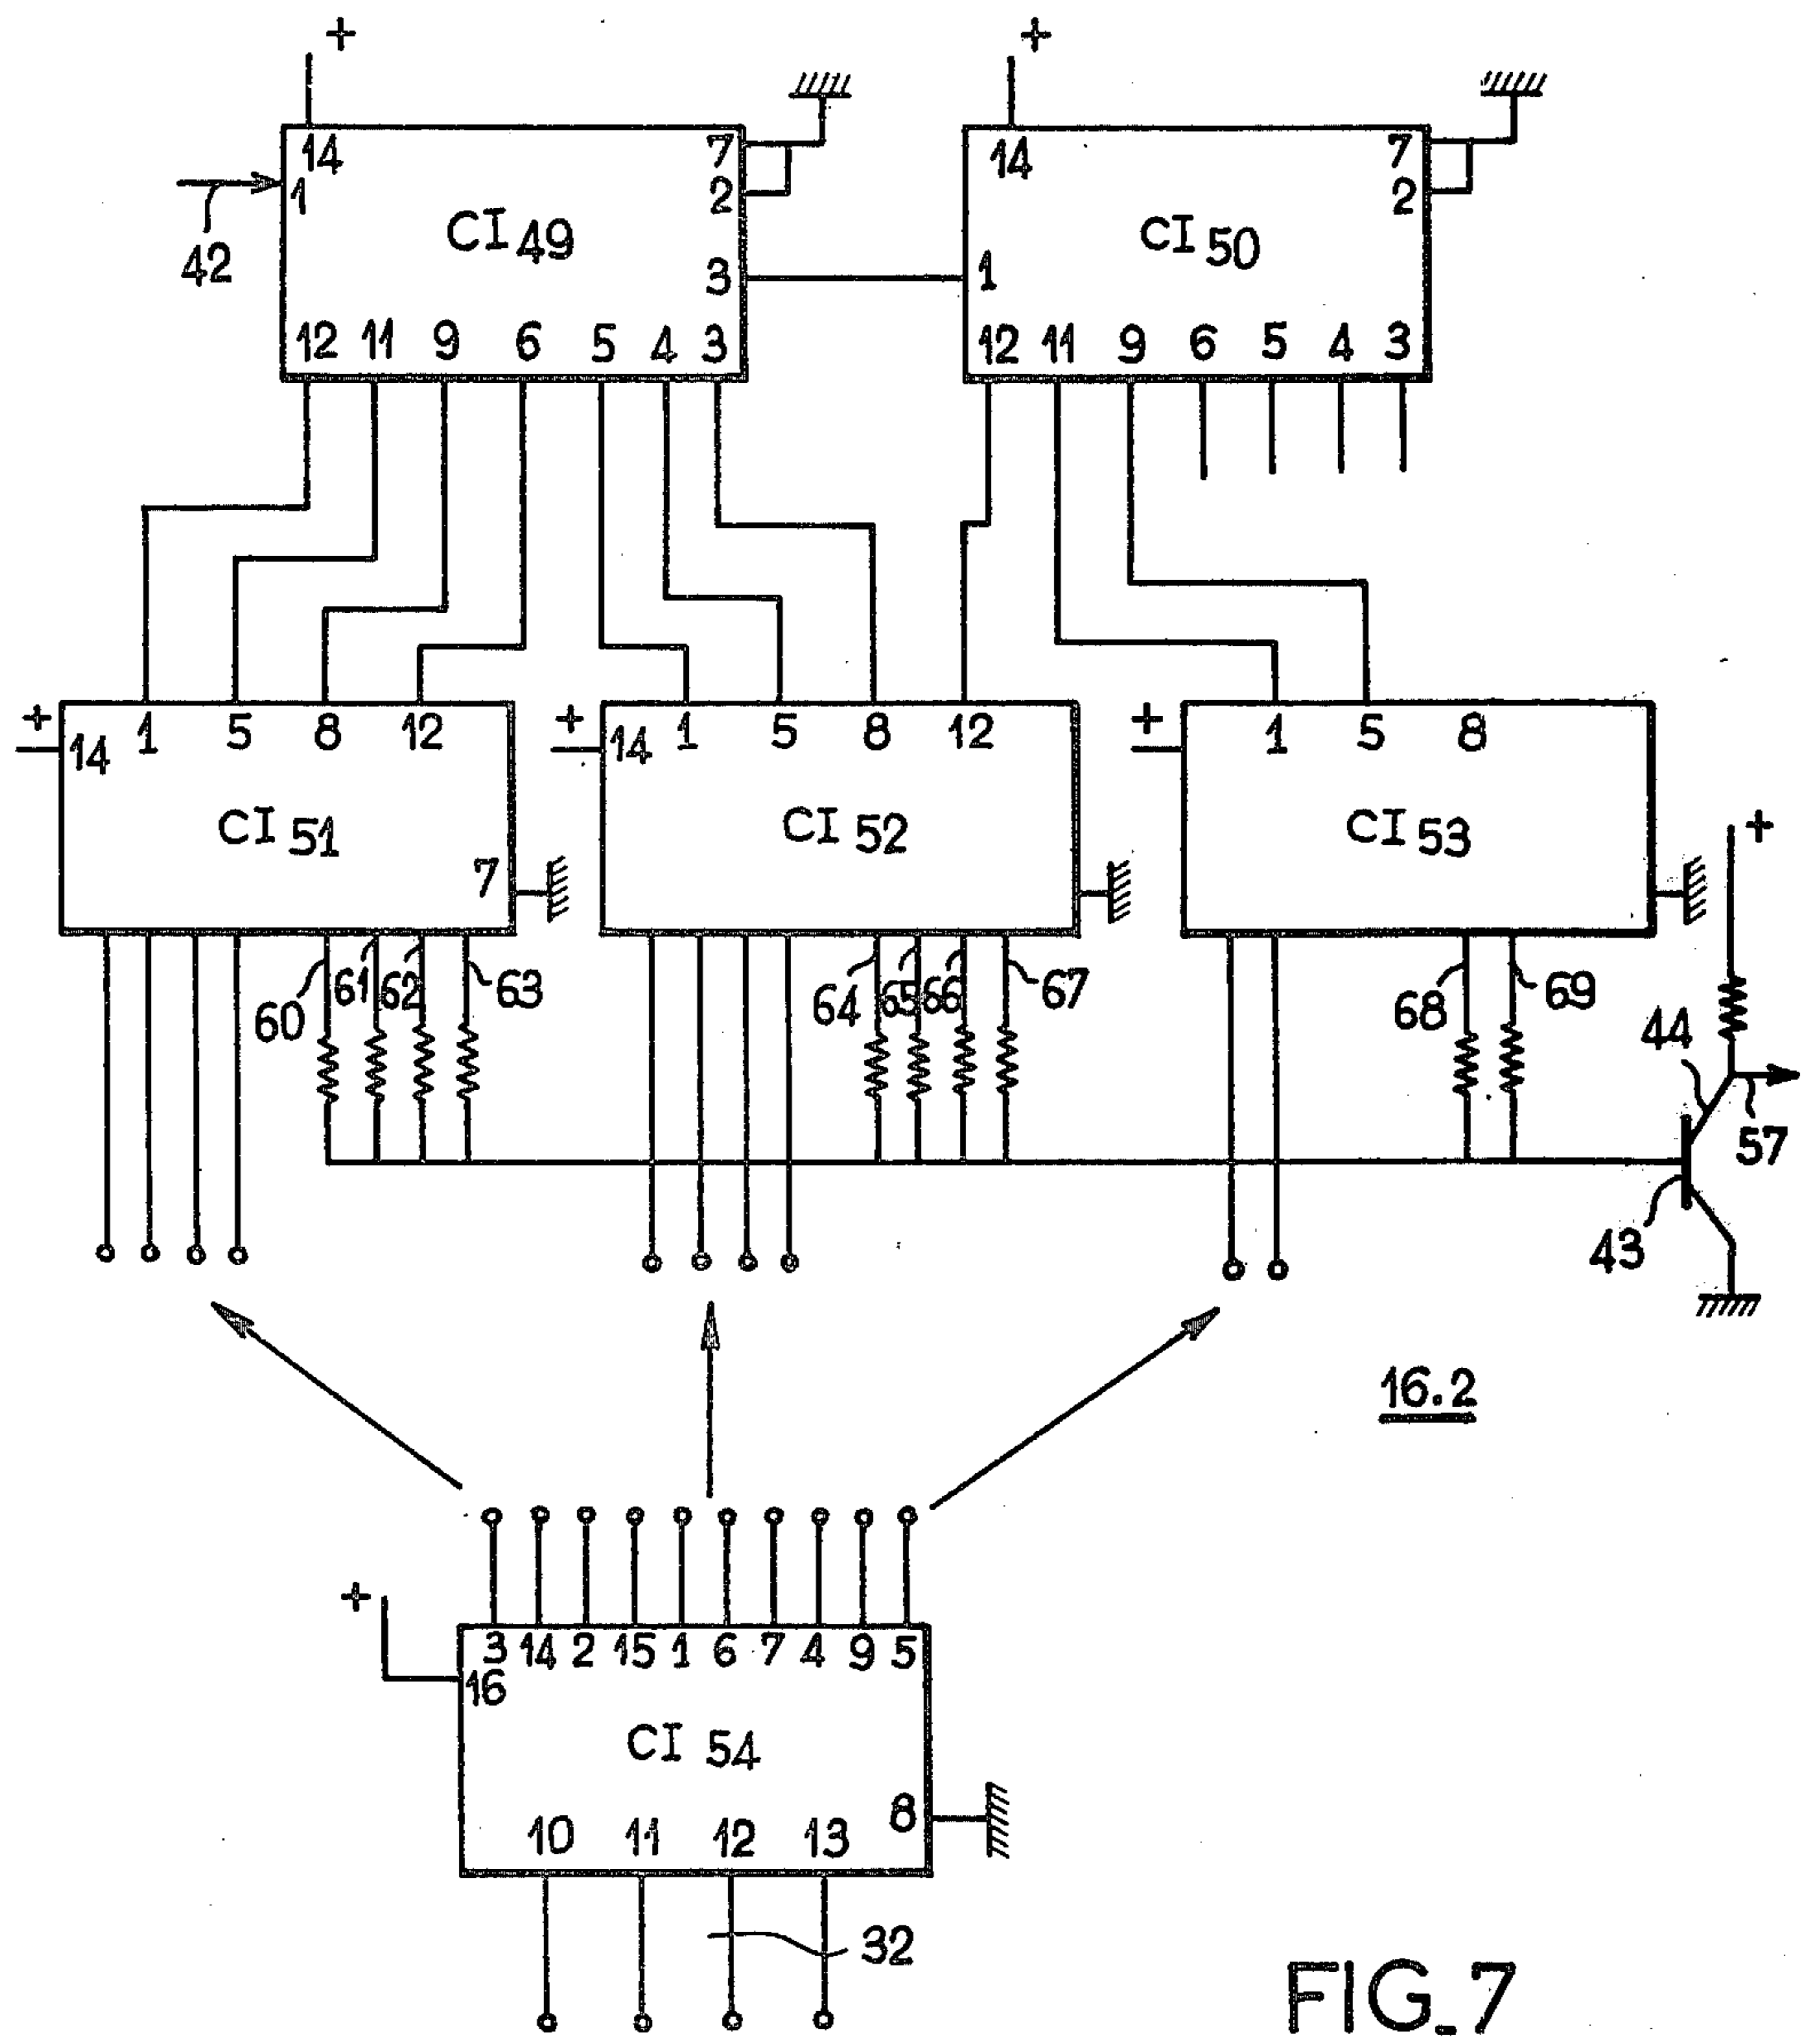 + +
14 7 14 7
1 2 2
CI 49 CI 50
42 3 1
12 11 9 6 5 4 3 12 11 9 6 5 4 3
+ 14 1 5 8 12 + 14 1 5 8 12 + 1 5 8
CI 51 CI 52 CI 53
7 +
60 61 62 63 64 65 66 67 68 69 44
57
43
16.2
+
3 14 2 15 1 6 7 4 9 5
16
CI 54
8
10 11 12 13
32
FIG_7